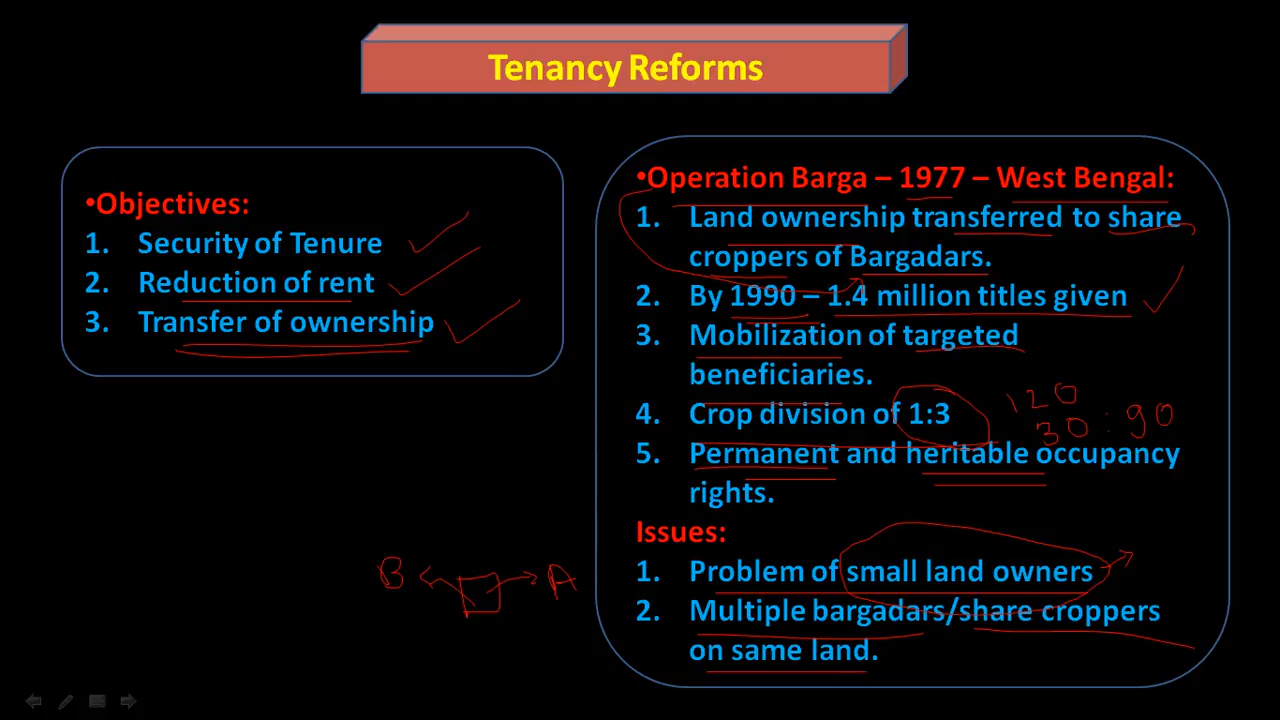 Tenancy Reforms
•Objectives:
1. Security of Tenure
2. Reduction of rent
3. Transfer of ownership
•Operation Barga – 1977 – West Bengal:
1. Land ownership transferred to share
croppers of Bargadars.
2. By 1990 – 1.4 million titles given
3. Mobilization of targeted
beneficiaries.
4. Crop division of 1:3
120
30 : 90
5. Permanent and heritable occupancy
rights.
Issues:
1. Problem of small land owners
2. Multiple bargadars/share croppers
on same land.
B A